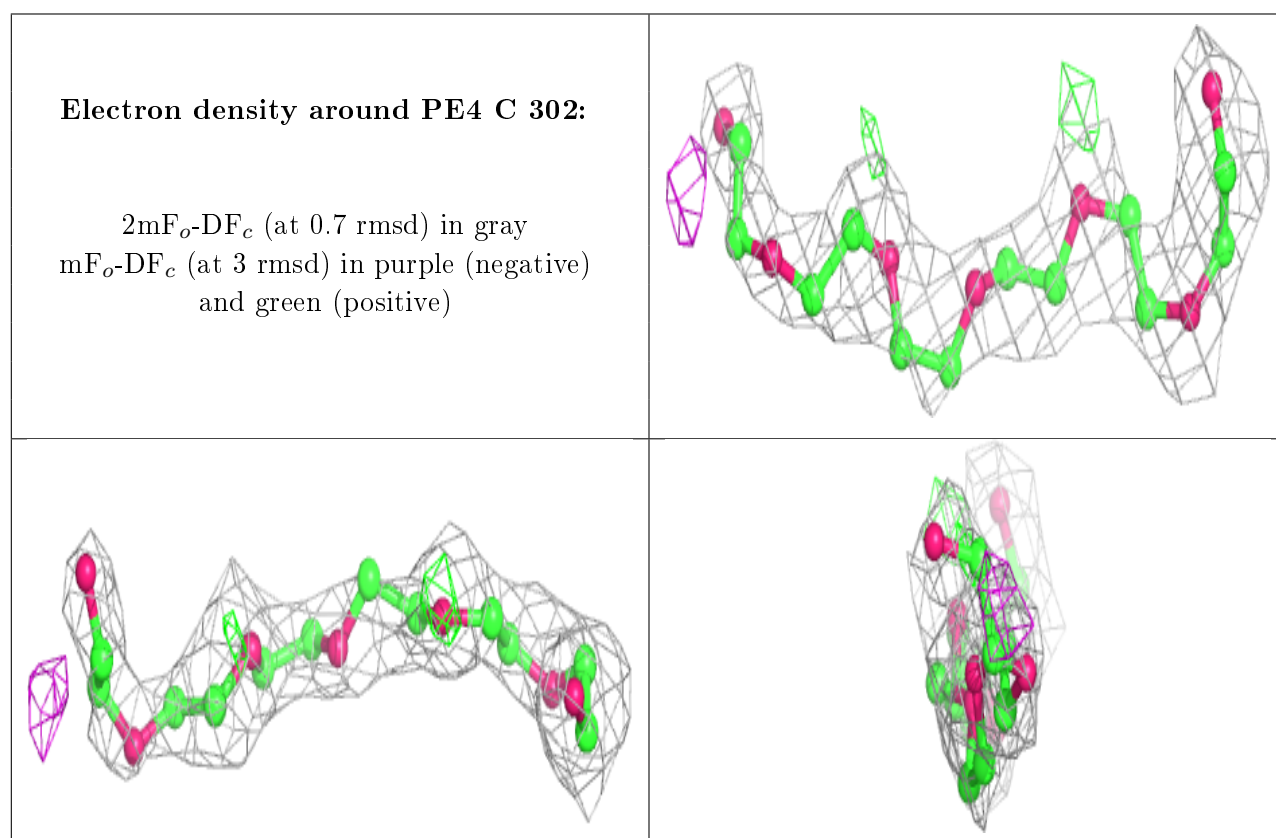 Electron density around PE4 C 302:
2mFo-DFc (at 0.7 rmsd) in gray
mFo-DFc (at 3 rmsd) in purple (negative)
and green (positive)